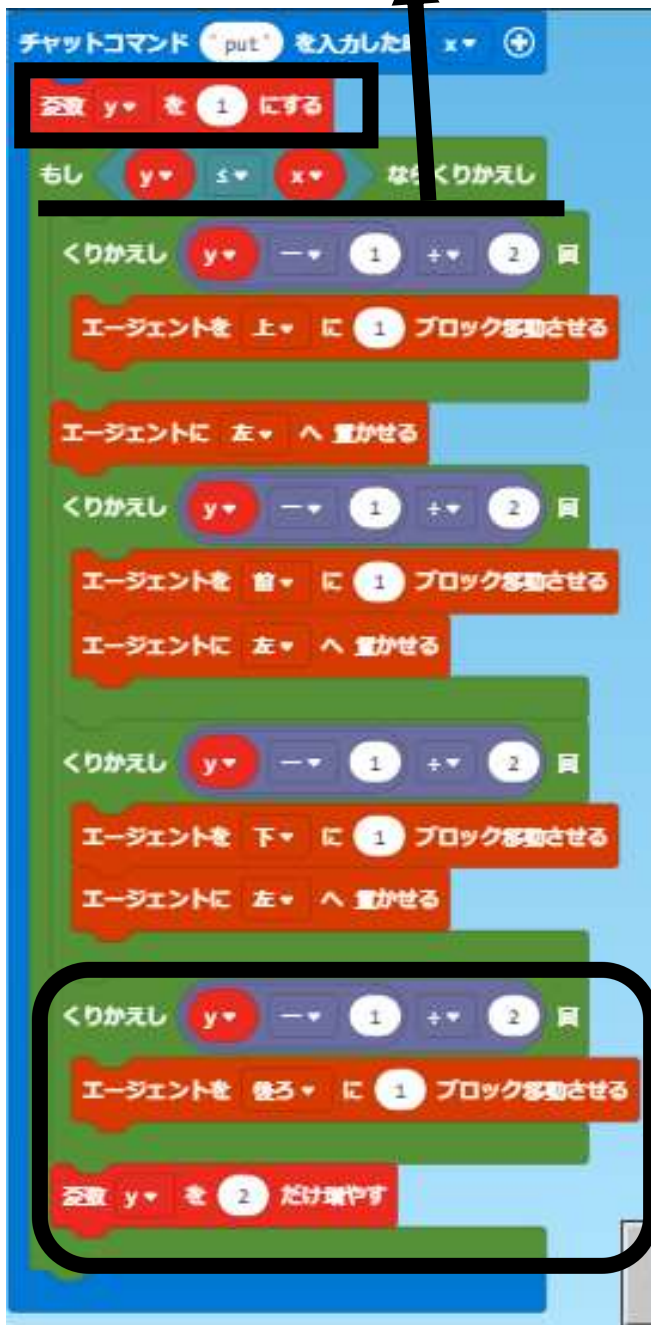 チャットコマンド "put" を入力した x
変数 y を 1 にする
もし y ≤ x ならくりかえし
くりかえし y - 1 ÷ 2 回
エージェントを 上 に 1 ブロック移動させる
エージェントに 左 へ 置かせる
くりかえし y - 1 ÷ 2 回
エージェントを 前 に 1 ブロック移動させる
エージェントに 左 へ 置かせる
くりかえし y - 1 ÷ 2 回
エージェントを 下 に 1 ブロック移動させる
エージェントに 左 へ 置かせる
くりかえし y - 1 ÷ 2 回
エージェントを 後ろ に 1 ブロック移動させる
変数 y を 2 だけ増やす